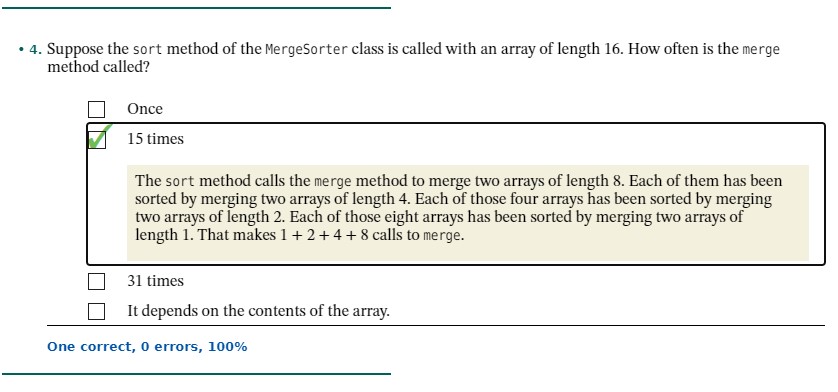 • 4. Suppose the sort method of the MergeSorter class is called with an array of length 16. How often is the merge
method called?
Once
15 times
The sort method calls the merge method to merge two arrays of length 8. Each of them has been
sorted by merging two arrays of length 4. Each of those four arrays has been sorted by merging
two arrays of length 2. Each of those eight arrays has been sorted by merging two arrays of
length 1. That makes 1 + 2 + 4 + 8 calls to merge.
31 times
It depends on the contents of the array.
One correct, 0 errors, 100%